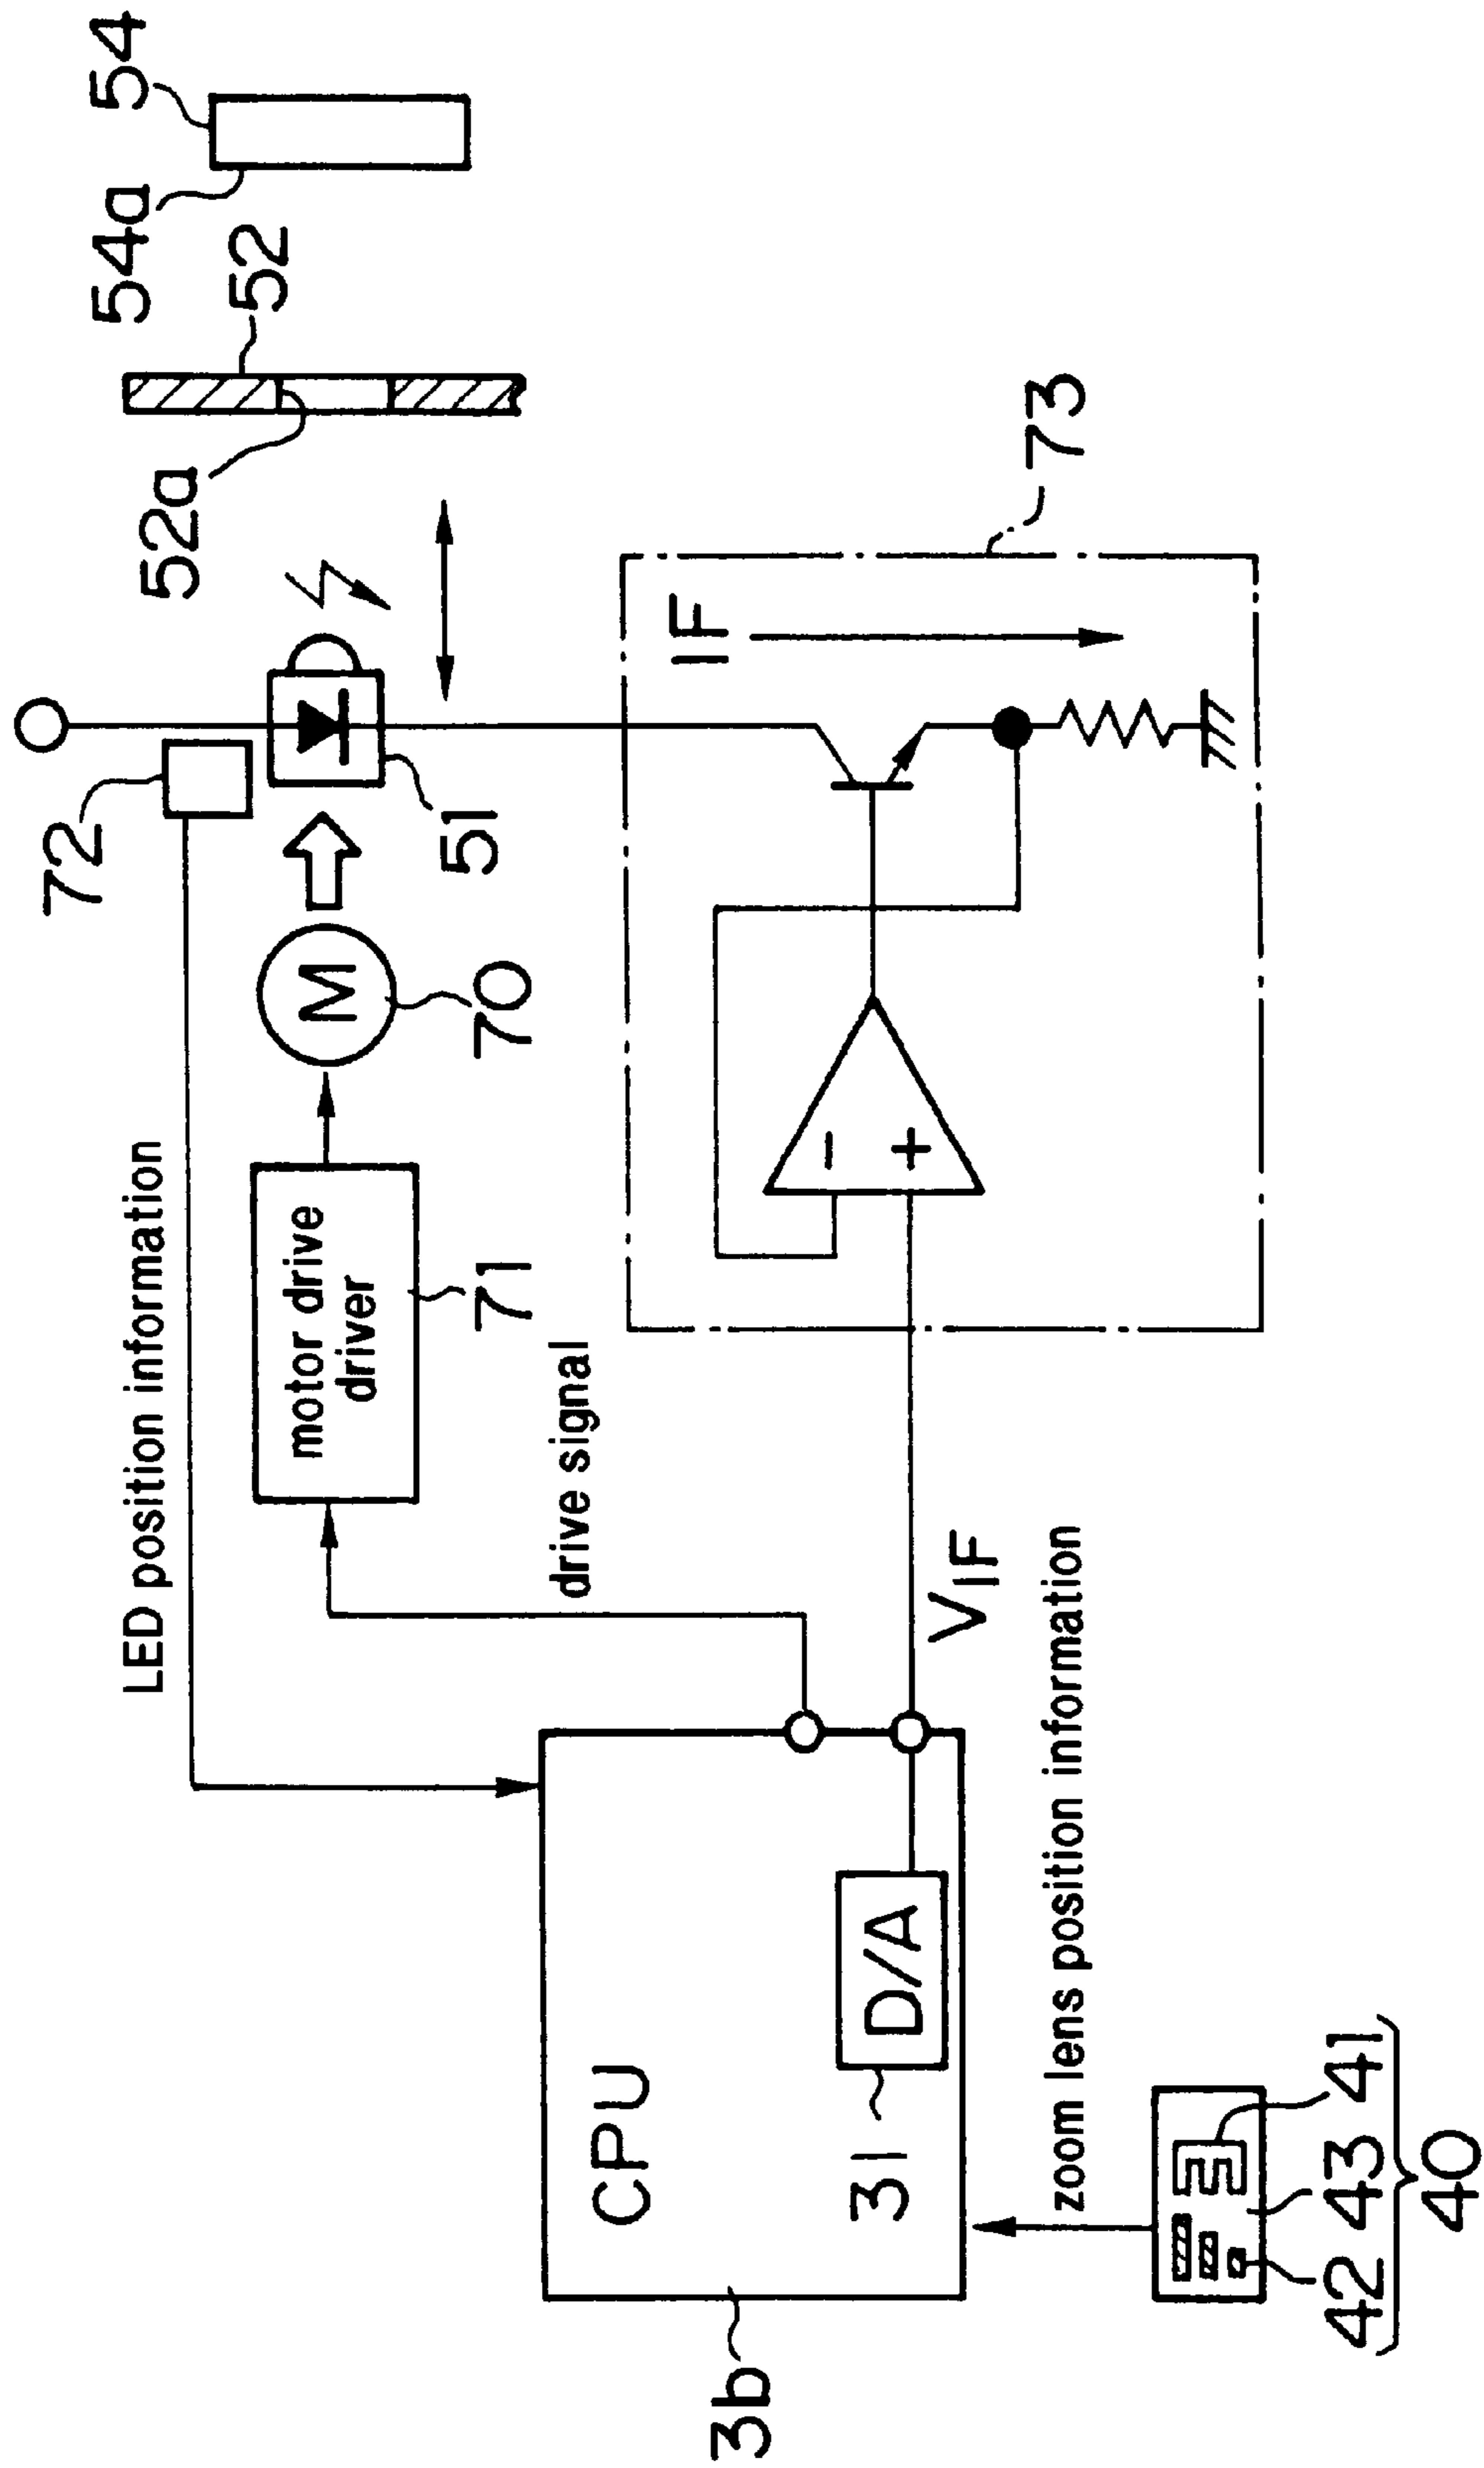 54
54a
52
52a
72
51
M
70
LED position information
motor drive
driver
71
drive signal
73
IF
-
+
VIF
CPU
D/A
31
3b
zoom lens position information
41
43
42
40